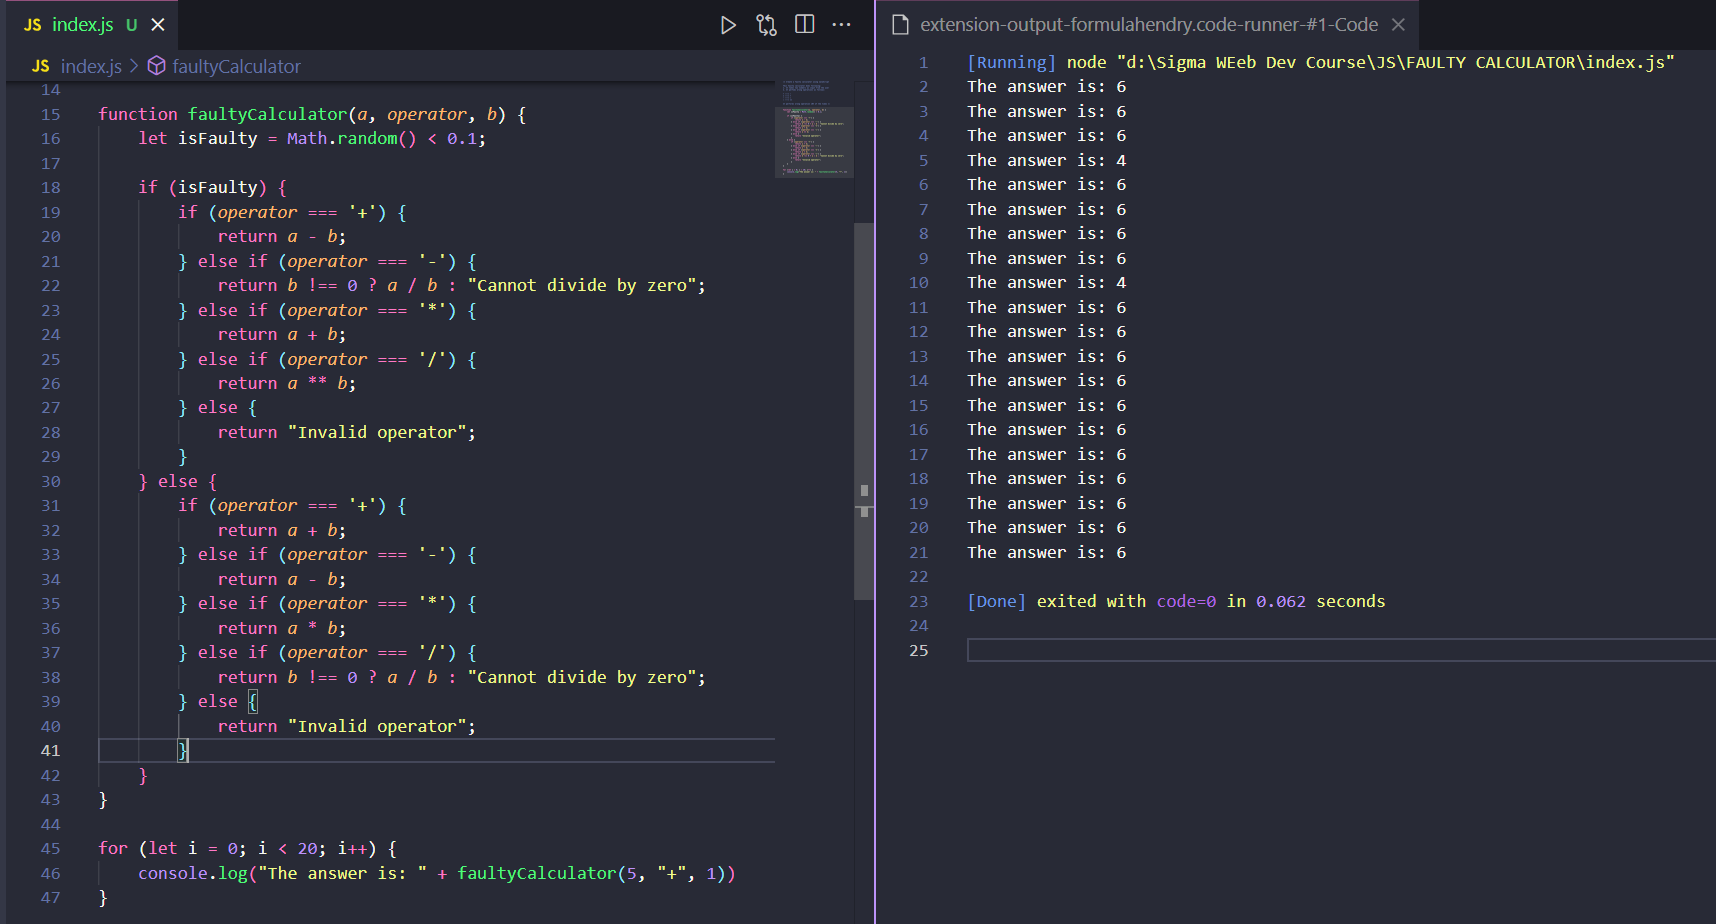 JS index.js U
JS index.js > faultyCalculator
14
15 function faultyCalculator(a, operator, b) {
16     let isFaulty = Math.random() < 0.1;
17
18     if (isFaulty) {
19         if (operator === '+') {
20             return a - b;
21         } else if (operator === '-') {
22             return b !== 0 ? a / b : "Cannot divide by zero";
23         } else if (operator === '*') {
24             return a + b;
25         } else if (operator === '/') {
26             return a ** b;
27         } else {
28             return "Invalid operator";
29         }
30     } else {
31         if (operator === '+') {
32             return a + b;
33         } else if (operator === '-') {
34             return a - b;
35         } else if (operator === '*') {
36             return a * b;
37         } else if (operator === '/') {
38             return b !== 0 ? a / b : "Cannot divide by zero";
39         } else {
40             return "Invalid operator";
41         }
42     }
43 }
44
45 for (let i = 0; i < 20; i++) {
46     console.log("The answer is: " + faultyCalculator(5, "+", 1))
47 }
extension-output-formulahendry.code-runner-#1-Code
1 [Running] node "d:\Sigma WEeb Dev Course\JS\FAULTY CALCULATOR\index.js"
2 The answer is: 6
3 The answer is: 6
4 The answer is: 6
5 The answer is: 4
6 The answer is: 6
7 The answer is: 6
8 The answer is: 6
9 The answer is: 6
10 The answer is: 4
11 The answer is: 6
12 The answer is: 6
13 The answer is: 6
14 The answer is: 6
15 The answer is: 6
16 The answer is: 6
17 The answer is: 6
18 The answer is: 6
19 The answer is: 6
20 The answer is: 6
21 The answer is: 6
22
23 [Done] exited with code=0 in 0.062 seconds
24
25